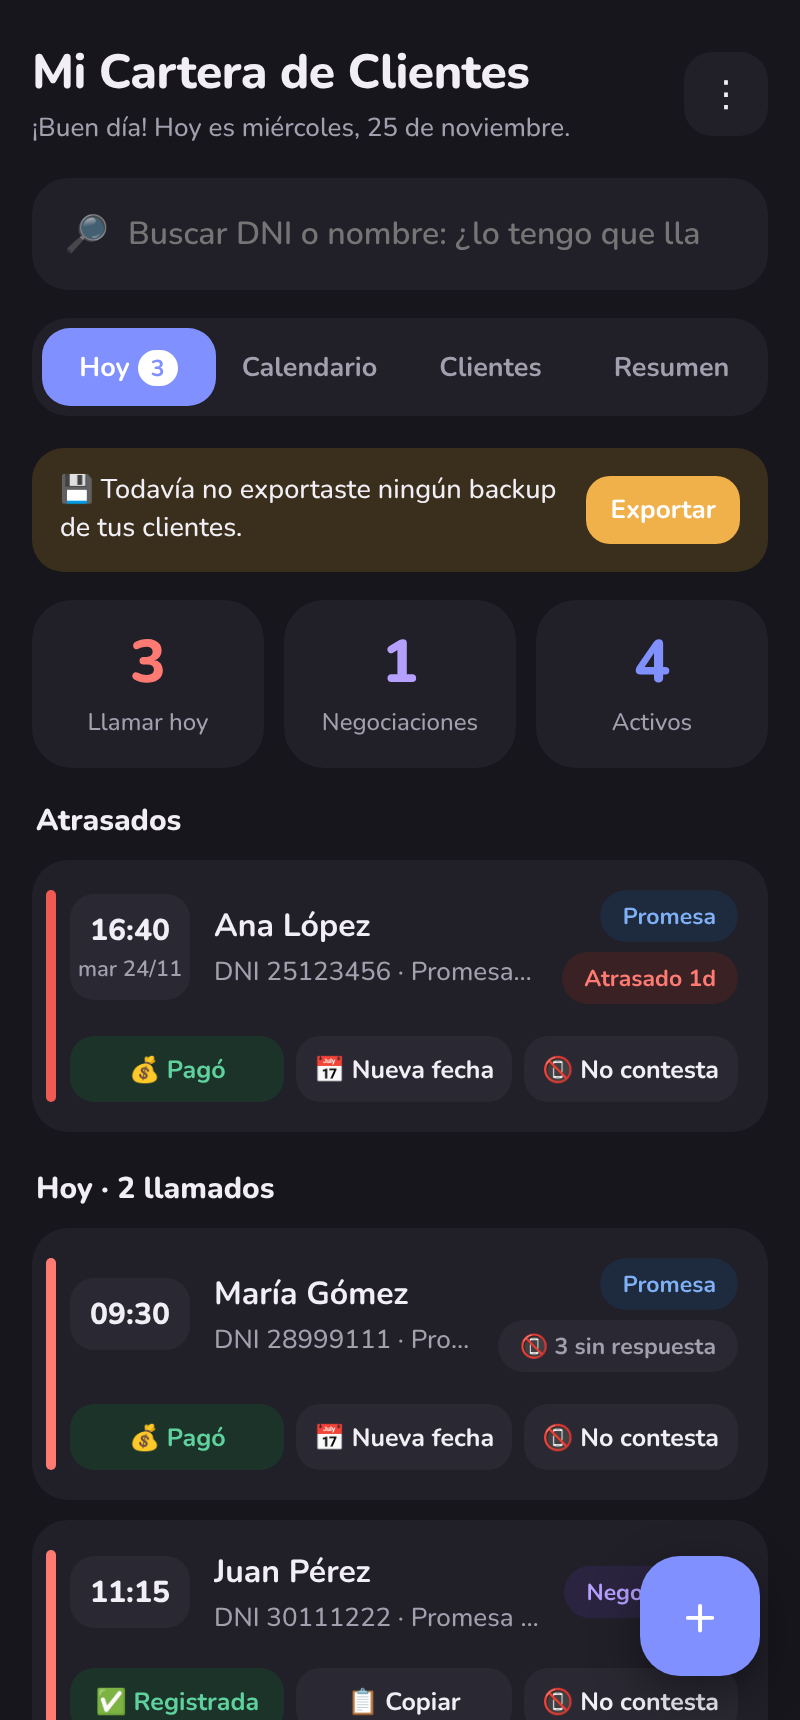 Mi Cartera de Clientes
¡Buen día! Hoy es miércoles, 25 de noviembre.
Buscar DNI o nombre: ¿lo tengo que lla
Hoy 3 Calendario Clientes Resumen
Todavía no exportaste ningún backup
de tus clientes.
Exportar
3 1 4
Llamar hoy Negociaciones Activos
Atrasados
16:40
mar 24/11
Ana López
DNI 25123456 · Promesa...
Promesa
Atrasado 1d
Pagó Nueva fecha No contesta
Hoy · 2 llamados
09:30
María Gómez
DNI 28999111 · Pro...
Promesa
3 sin respuesta
Pagó Nueva fecha No contesta
11:15
Juan Pérez
DNI 30111222 · Promesa ...
Nego
+
Registrada Copiar No contesta